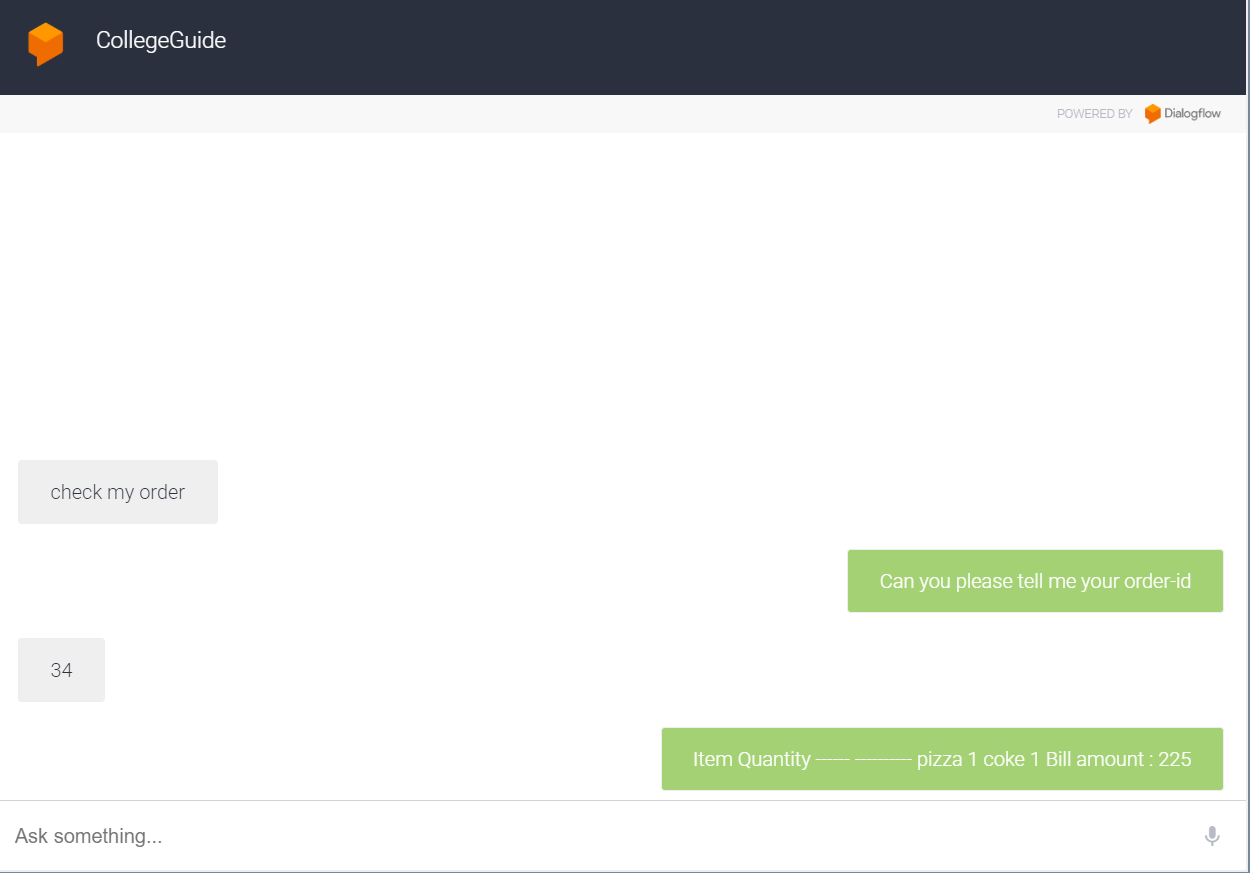 CollegeGuide
POWERED BY Dialogflow
check my order
Can you please tell me your order-id
34
Item Quantity ------ ---------- pizza 1 coke 1 Bill amount : 225
Ask something...